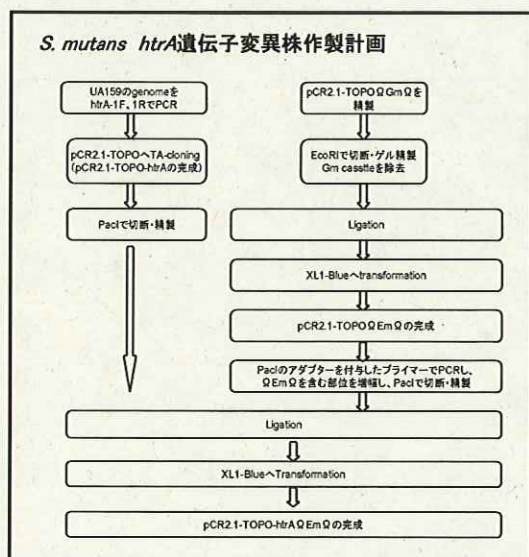 S. mutans htrA遺伝子変異株作製計画
UA159のgenomeを
htrA-1F、1RでPCR
pCR2.1-TOPOへTA-cloning
(pCR2.1-TOPO-htrAの完成)
PacIで切断・精製
pCR2.1-TOPOΩGmΩを
精製
EcoRIで切断・ゲル精製
Gm casstteを除去
Ligation
XL1-Blueへtransformation
pCR2.1-TOPOΩEmΩの完成
PacIのアダプターを付与したプライマーでPCRし、
ΩEmΩを含む部位を増幅し、PacIで切断・精製
Ligation
XL1-BlueへTransformation
pCR2.1-TOPO-htrAΩEmΩの完成